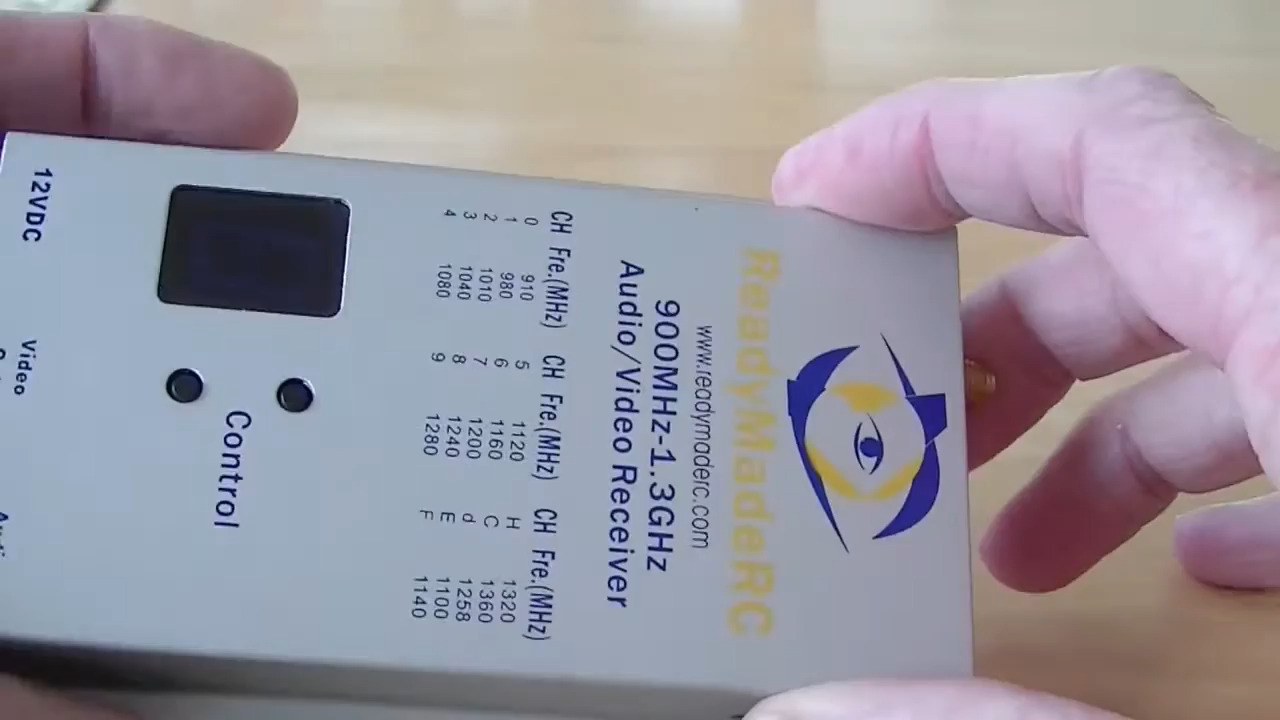 ReadyMadeRC
www.readymaderc.com
900MHz-1.3GHz
Audio/Video Receiver
CH Fre.(MHz) CH Fre.(MHz) CH Fre.(MHz)
0 910 5 1120 H 1320
1 980 6 1160 C 1360
2 1010 7 1200 d 1258
3 1040 8 1240 E 1100
4 1080 9 1280 F 1140
Control
12VDC
Video